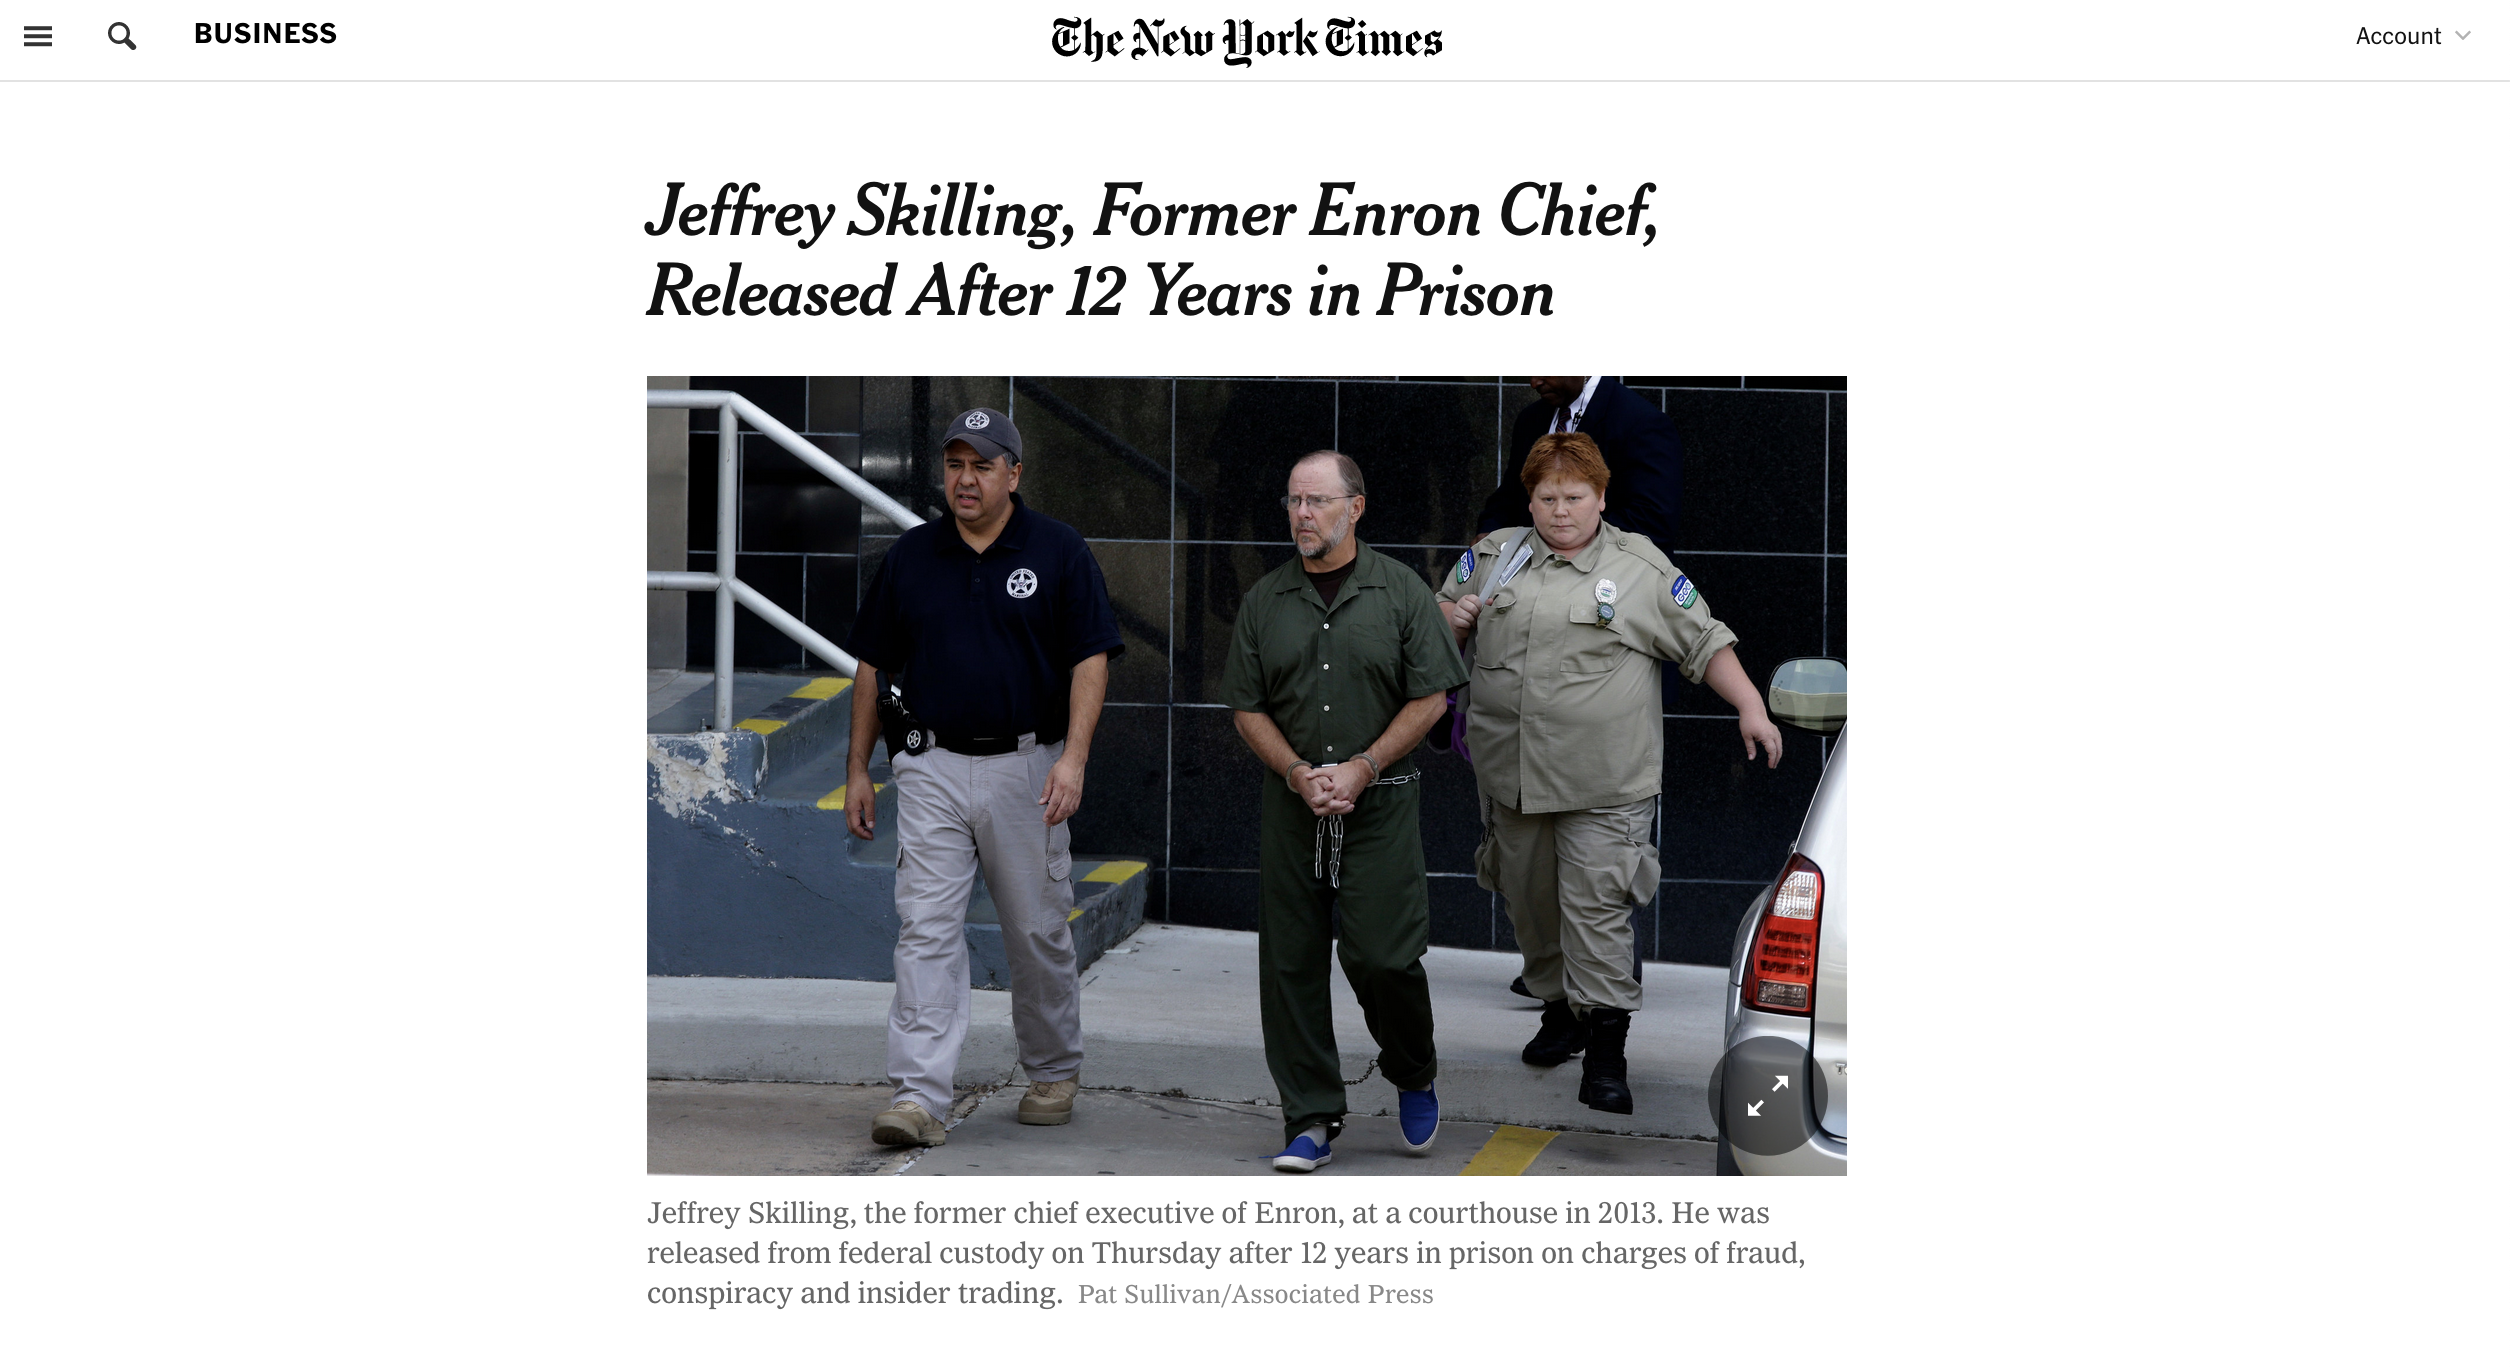 BUSINESS
The New York Times
Account
Jeffrey Skilling, Former Enron Chief,
Released After 12 Years in Prison
Jeffrey Skilling, the former chief executive of Enron, at a courthouse in 2013. He was
released from federal custody on Thursday after 12 years in prison on charges of fraud,
conspiracy and insider trading. Pat Sullivan/Associated Press